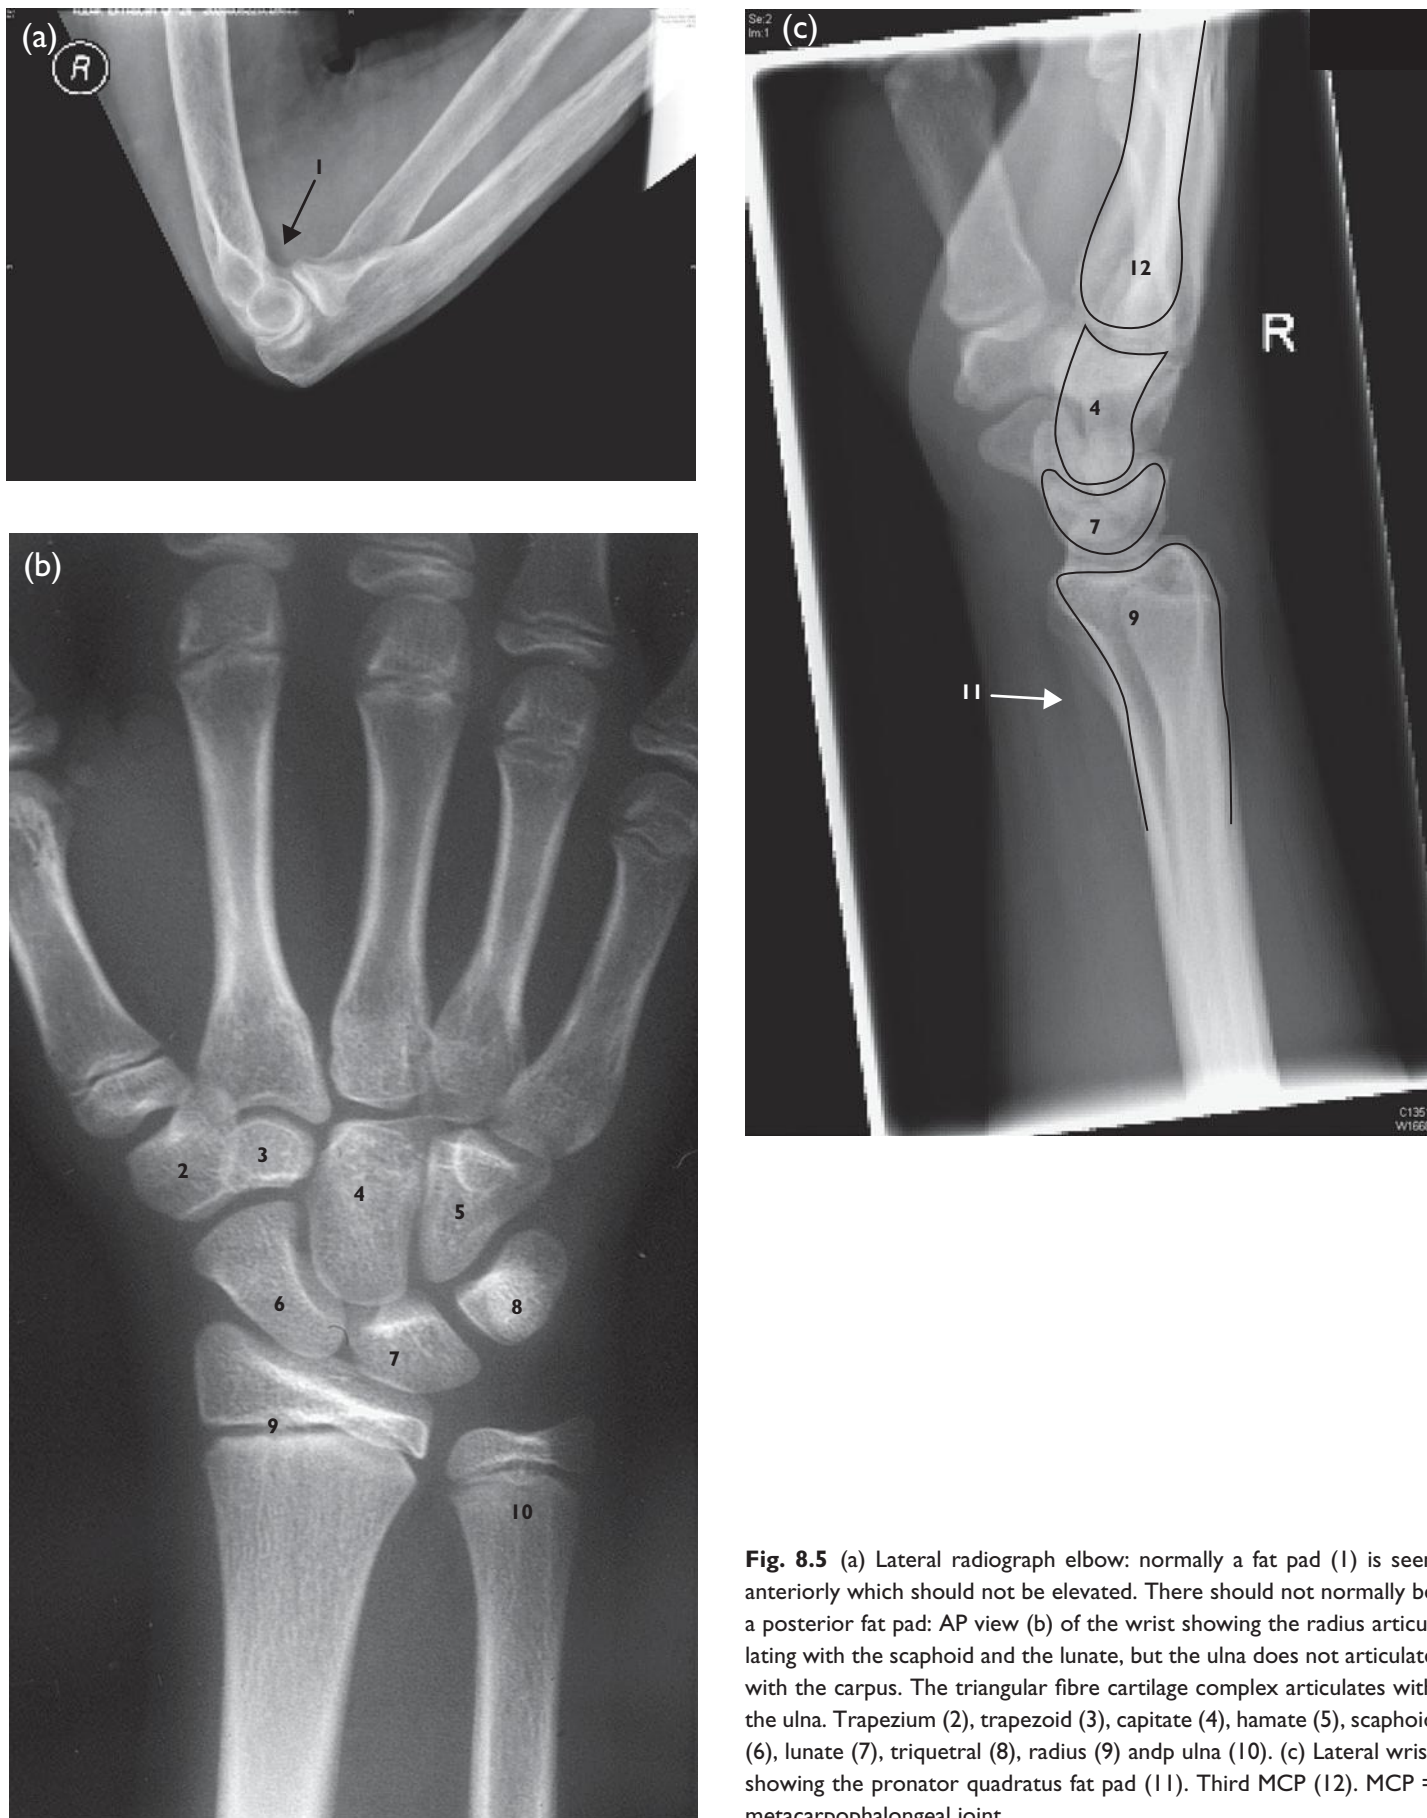 (a)
R
1
(b)
2
3
4
5
6
7
8
9
10
Se:2
Im:1
(c)
12
R
4
7
9
11
C135
W166
Fig. 8.5 (a) Lateral radiograph elbow: normally a fat pad (1) is seen
anteriorly which should not be elevated. There should not normally be
a posterior fat pad: AP view (b) of the wrist showing the radius articu
lating with the scaphoid and the lunate, but the ulna does not articulate
with the carpus. The triangular fibre cartilage complex articulates with
the ulna. Trapezium (2), trapezoid (3), capitate (4), hamate (5), scaphoid
(6), lunate (7), triquetral (8), radius (9) andp ulna (10). (c) Lateral wris
showing the pronator quadratus fat pad (11). Third MCP (12). MCP =
metacarpophalongeal joint